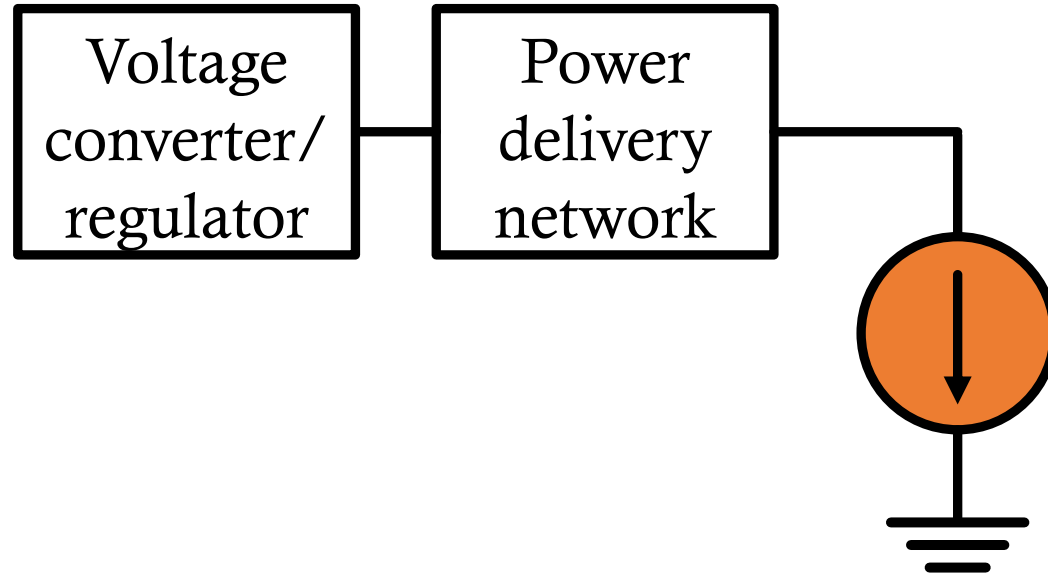 Voltage
converter/
regulator
Power
delivery
network